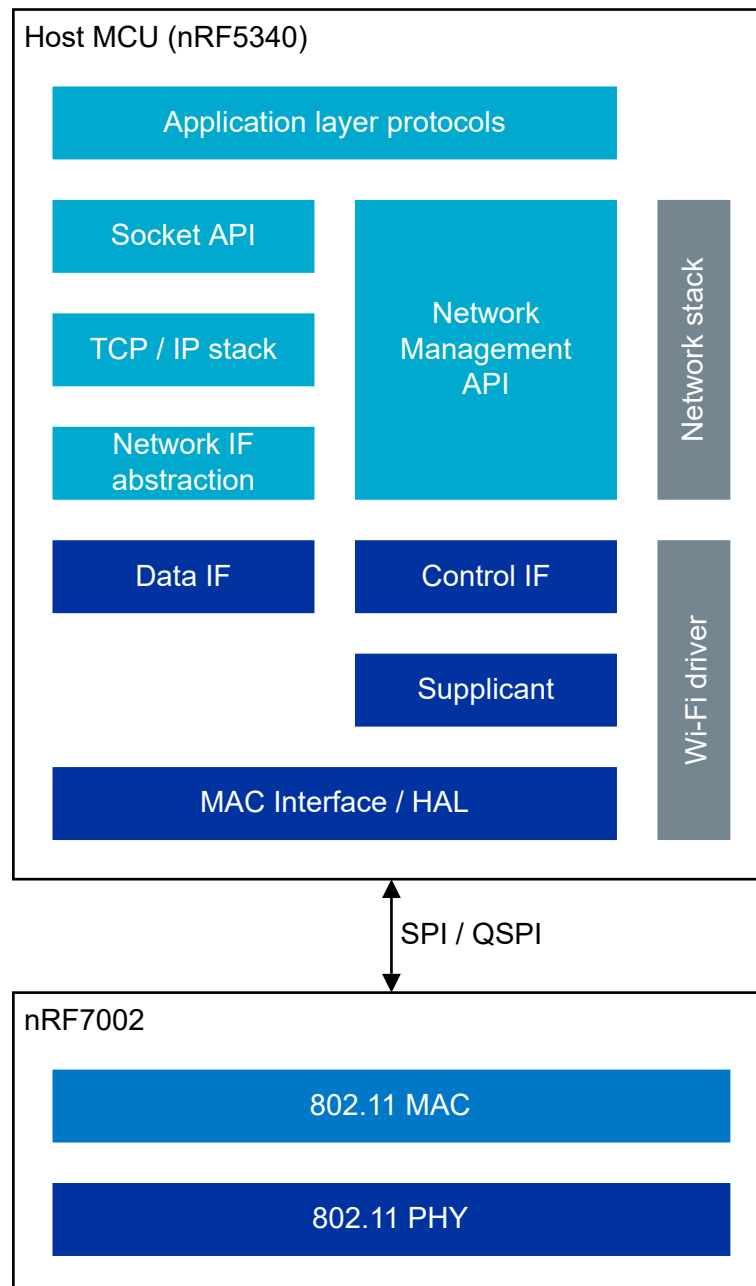 Host MCU (nRF5340)
Application layer protocols
Socket API
TCP / IP stack
Network IF
abstraction
Network
Management
API
Network stack
Data IF
Control IF
Supplicant
MAC Interface / HAL
Wi-Fi driver
SPI / QSPI
nRF7002
802.11 MAC
802.11 PHY